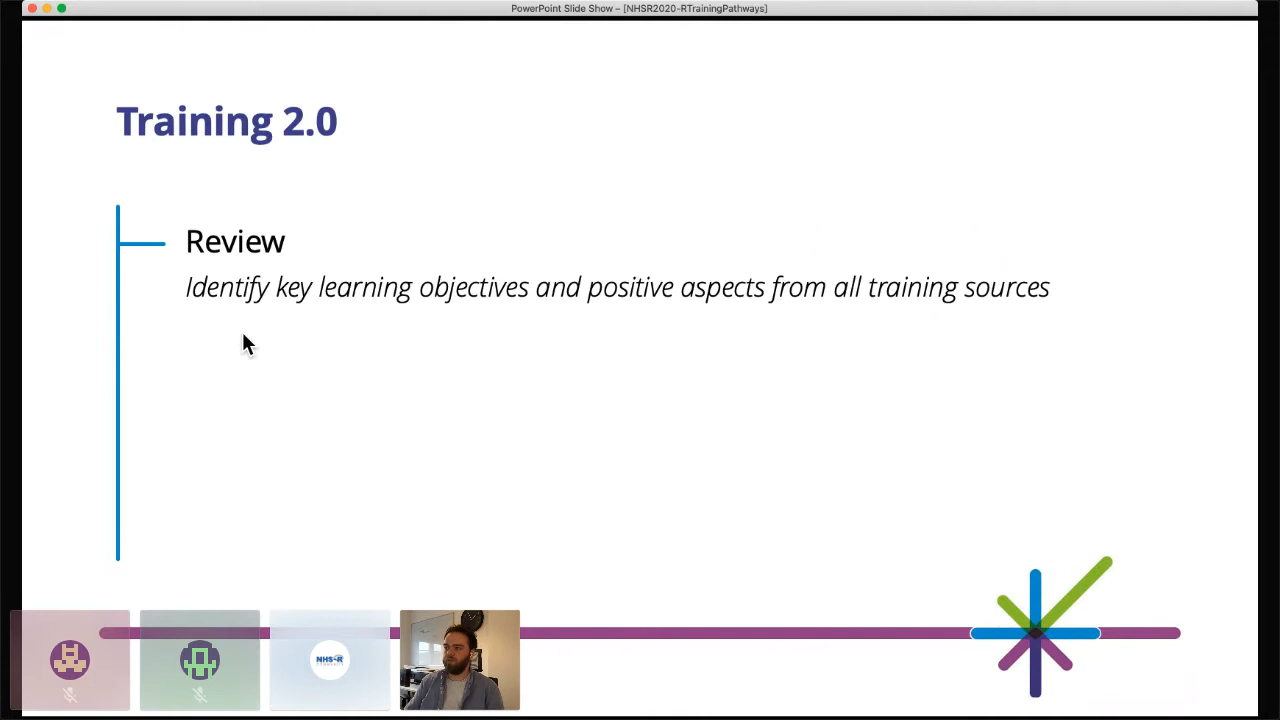 PowerPoint Slide Show – [NHSR2020-RTrainingPathways]
Training 2.0
Review
Identify key learning objectives and positive aspects from all training sources
NHS-R